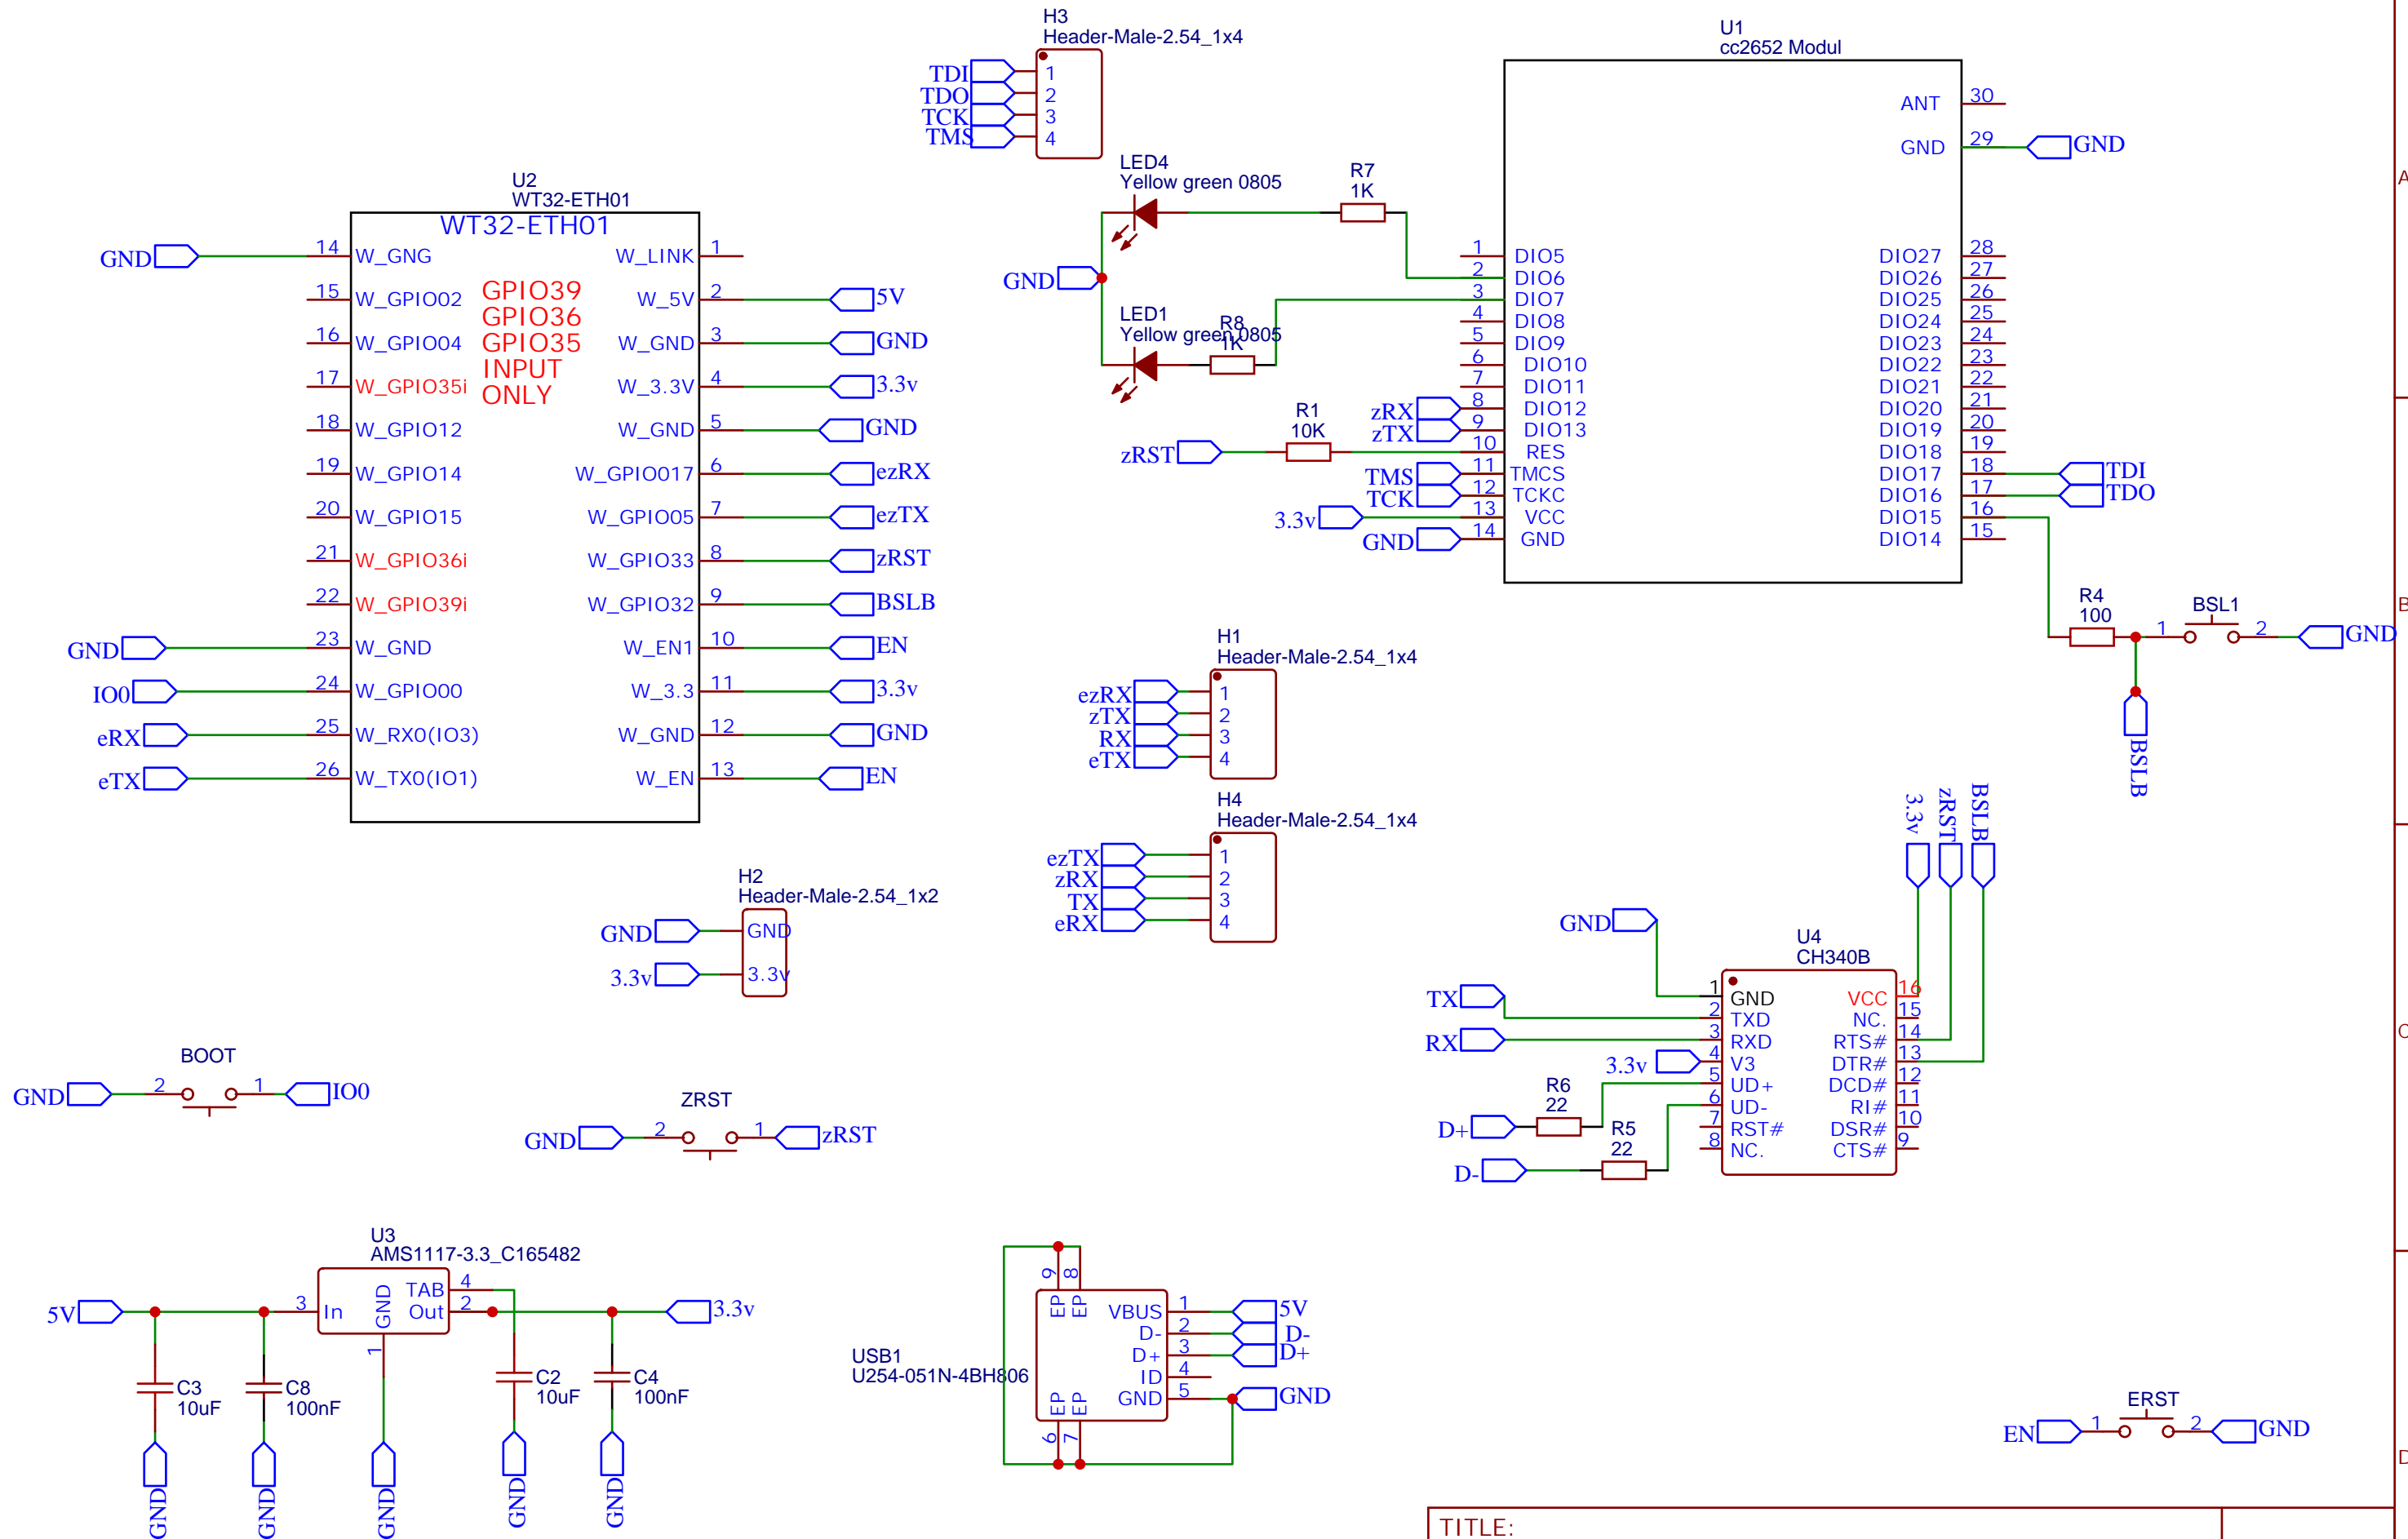 H3
Header-Male-2.54_1x4
TDI
TDO
TCK
TMS
1
2
3
4
U1
cc2652 Modul
ANT 30
GND 29 GND
1 DIO5
2 DIO6
3 DIO7
4 DIO8
5 DIO9
6 DIO10
7 DIO11
zRX 8 DIO12
zTX 9 DIO13
10 RES
TMS 11 TMCS
TCK 12 TCKC
3.3v 13 VCC
GND 14 GND
DIO27 28
DIO26 27
DIO25 26
DIO24 25
DIO23 24
DIO22 23
DIO21 22
DIO20 21
DIO19 20
DIO18 19
DIO17 18 TDI
DIO16 17 TDO
DIO15 16
DIO14 15
LED4
Yellow green 0805
R7
1K
GND
LED1
Yellow green 0805
R8
1K
zRST
R1
10K
A
U2
WT32-ETH01
WT32-ETH01
GPIO39
GPIO36
GPIO35
INPUT
ONLY
GND 14 W_GNG
15 W_GPIO02
16 W_GPIO04
17 W_GPIO35i
18 W_GPIO12
19 W_GPIO14
20 W_GPIO15
21 W_GPIO36i
22 W_GPIO39i
GND 23 W_GND
IO0 24 W_GPIO00
eRX 25 W_RX0(IO3)
eTX 26 W_TX0(IO1)
W_LINK 1
W_5V 2 5V
W_GND 3 GND
W_3.3V 4 3.3v
W_GND 5 GND
W_GPIO017 6 ezRX
W_GPIO05 7 ezTX
W_GPIO33 8 zRST
W_GPIO32 9 BSLB
W_EN1 10 EN
W_3.3 11 3.3v
W_GND 12 GND
W_EN 13 EN
R4
100
BSL1
1 2
GND
BSLB
B
H1
Header-Male-2.54_1x4
ezRX 1
zTX 2
RX 3
eTX 4
H4
Header-Male-2.54_1x4
ezTX 1
zRX 2
TX 3
eRX 4
H2
Header-Male-2.54_1x2
GND GND
3.3v 3.3v
3.3v
zRST
BSLB
GND
U4
CH340B
1 GND
TX 2 TXD
RX 3 RXD
3.3v 4 V3
5 UD+
6 UD-
7 RST#
8 NC.
VCC 16
NC. 15
RTS# 14
DTR# 13
DCD# 12
RI# 11
DSR# 10
CTS# 9
R6
22
D+
R5
22
D-
C
BOOT
GND 2 1 IO0
ZRST
GND 2 1 zRST
U3
AMS1117-3.3_C165482
5V 3 In
GND
1
TAB 4
Out 2
3.3v
C3
10uF
C8
100nF
C2
10uF
C4
100nF
GND
GND
GND
GND
GND
USB1
U254-051N-4BH806
9 8
EP EP
VBUS 1 5V
D- 2 D-
D+ 3 D+
ID 4
GND 5 GND
EP EP
6 7
ERST
EN 1 2 GND
D
TITLE: